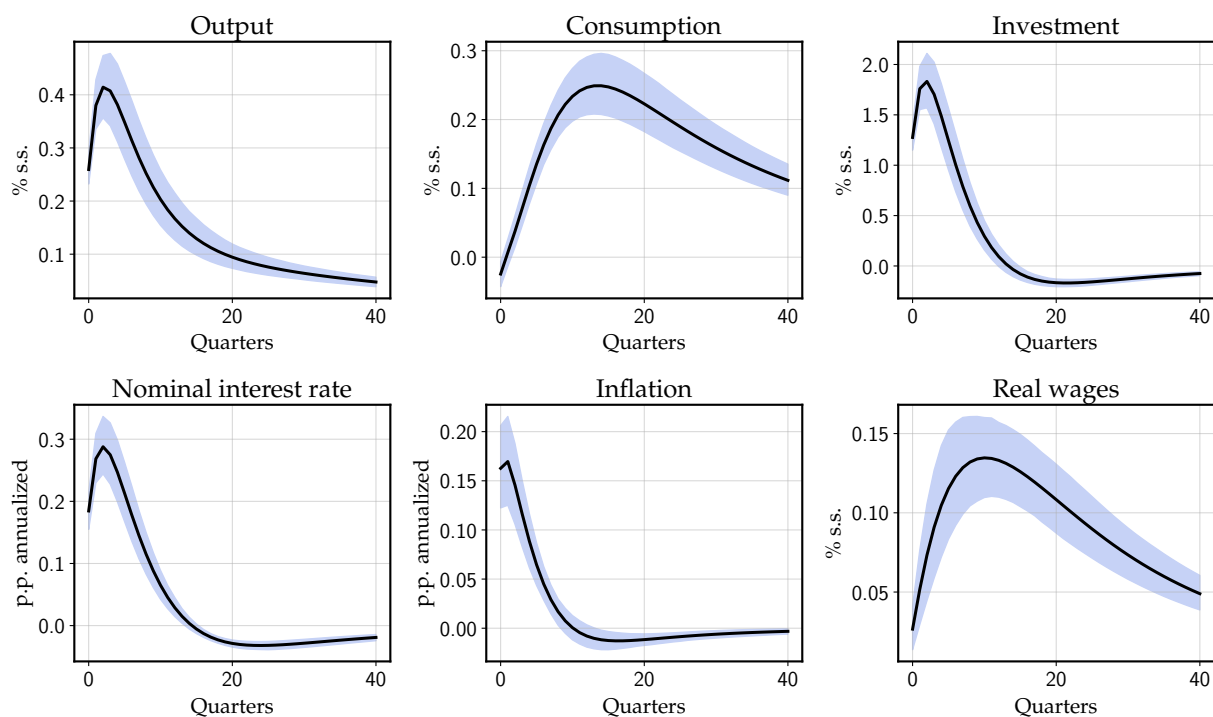 Output
% s.s.
0.4
0.3
0.2
0.1
0
20
40
Quarters
Consumption
% s.s.
0.3
0.2
0.1
0.0
0
20
40
Quarters
Investment
% s.s.
2.0
1.5
1.0
0.5
0.0
0
20
40
Quarters
Nominal interest rate
p.p. annualized
0.3
0.2
0.1
0.0
0
20
40
Quarters
Inflation
p.p. annualized
0.20
0.15
0.10
0.05
0.00
0
20
40
Quarters
Real wages
% s.s.
0.15
0.10
0.05
0
20
40
Quarters